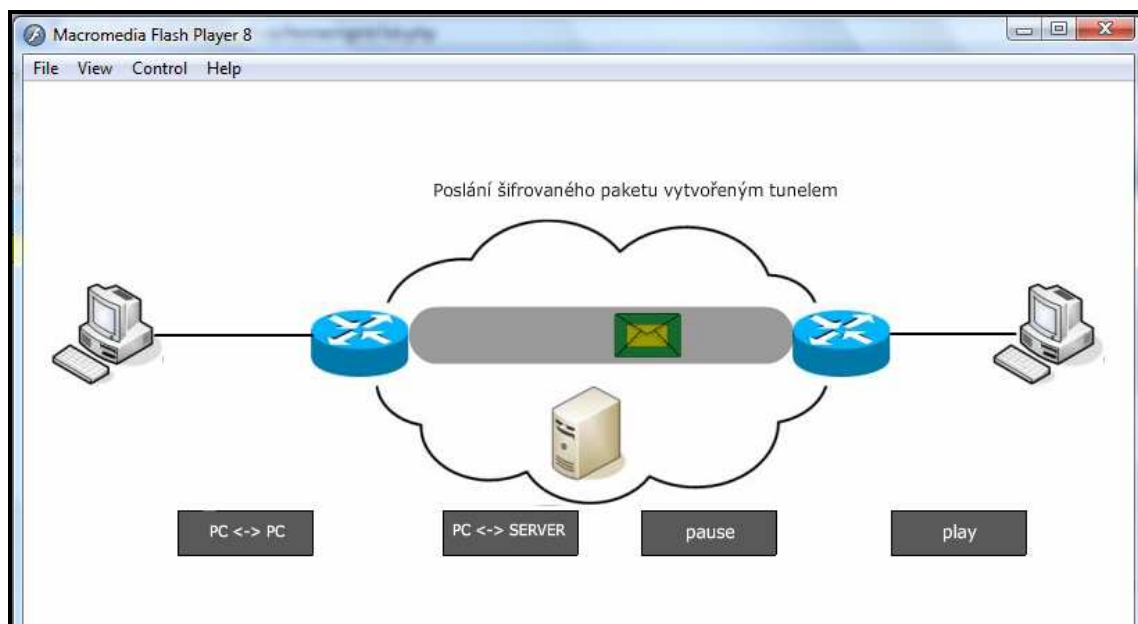 Macromedia Flash Player 8
File View Control Help
Poslání šifrovaného paketu vytvořeným tunelem
PC <-> PC
PC <-> SERVER
pause
play